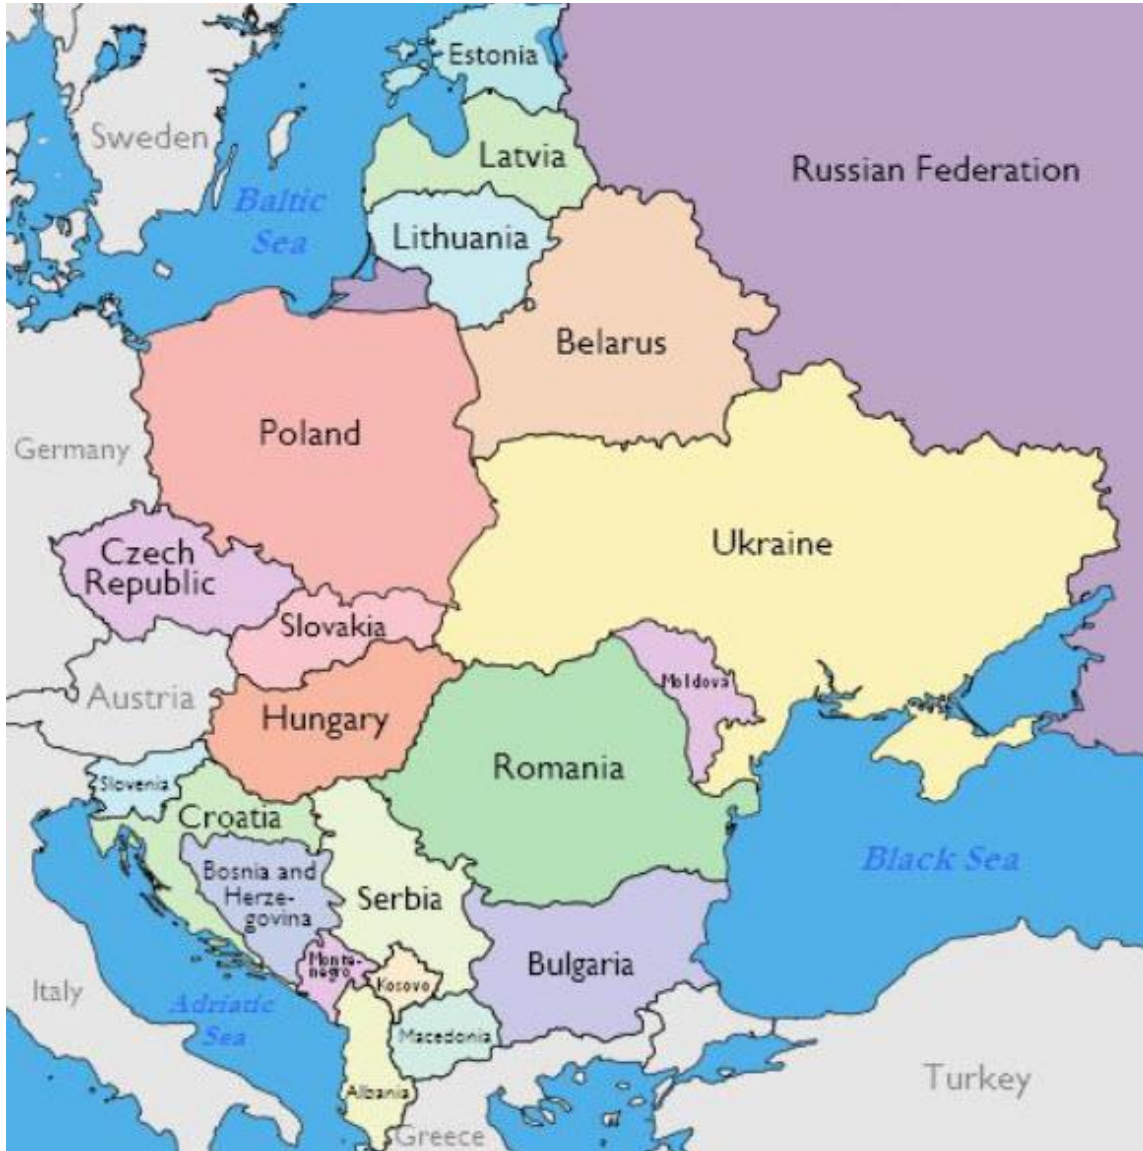 Estonia
Sweden
Latvia
Russian Federation
Baltic
Sea
Lithuania
Belarus
Poland
Germany
Ukraine
Czech
Republic
Slovakia
Moldova
Austria
Hungary
Romania
Slovenia
Croatia
Black Sea
Bosnia and
Herze-
govina
Serbia
Monte-
negro
Bulgaria
Kosovo
Italy
Adriatic
Sea
Macedonia
Turkey
Albania
Greece